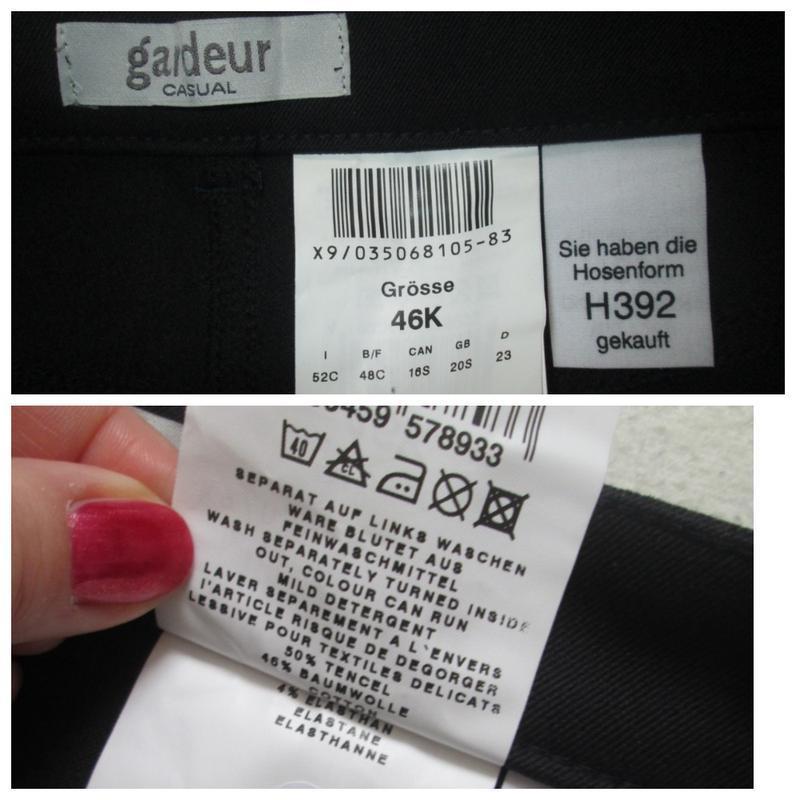 gardeur
CASUAL
X9/035068105-83
Grösse
46K
I B/F CAN GB D
52C 48C 16S 20S 23
Sie haben die
Hosenform
H392
gekauft
459 578933
40
CL
SEPARAT AUF LINKS WASCHEN
WARE BLUTET AUS
FEINWASCHMITTEL
WASH SEPARATELY TURNED INSIDE
OUT, COLOUR CAN RUN
MILD DETERGENT
LAVER SEPAREMENT A L`ENVERS
l'ARTICLE RISQUE DE DEGORGER
LESSIVE POUR TEXTILES DELICATS
50% TENCEL
46% BAUMWOLLE
COTTON
4% ELASTHAN
ELASTANE
ELASTHANNE